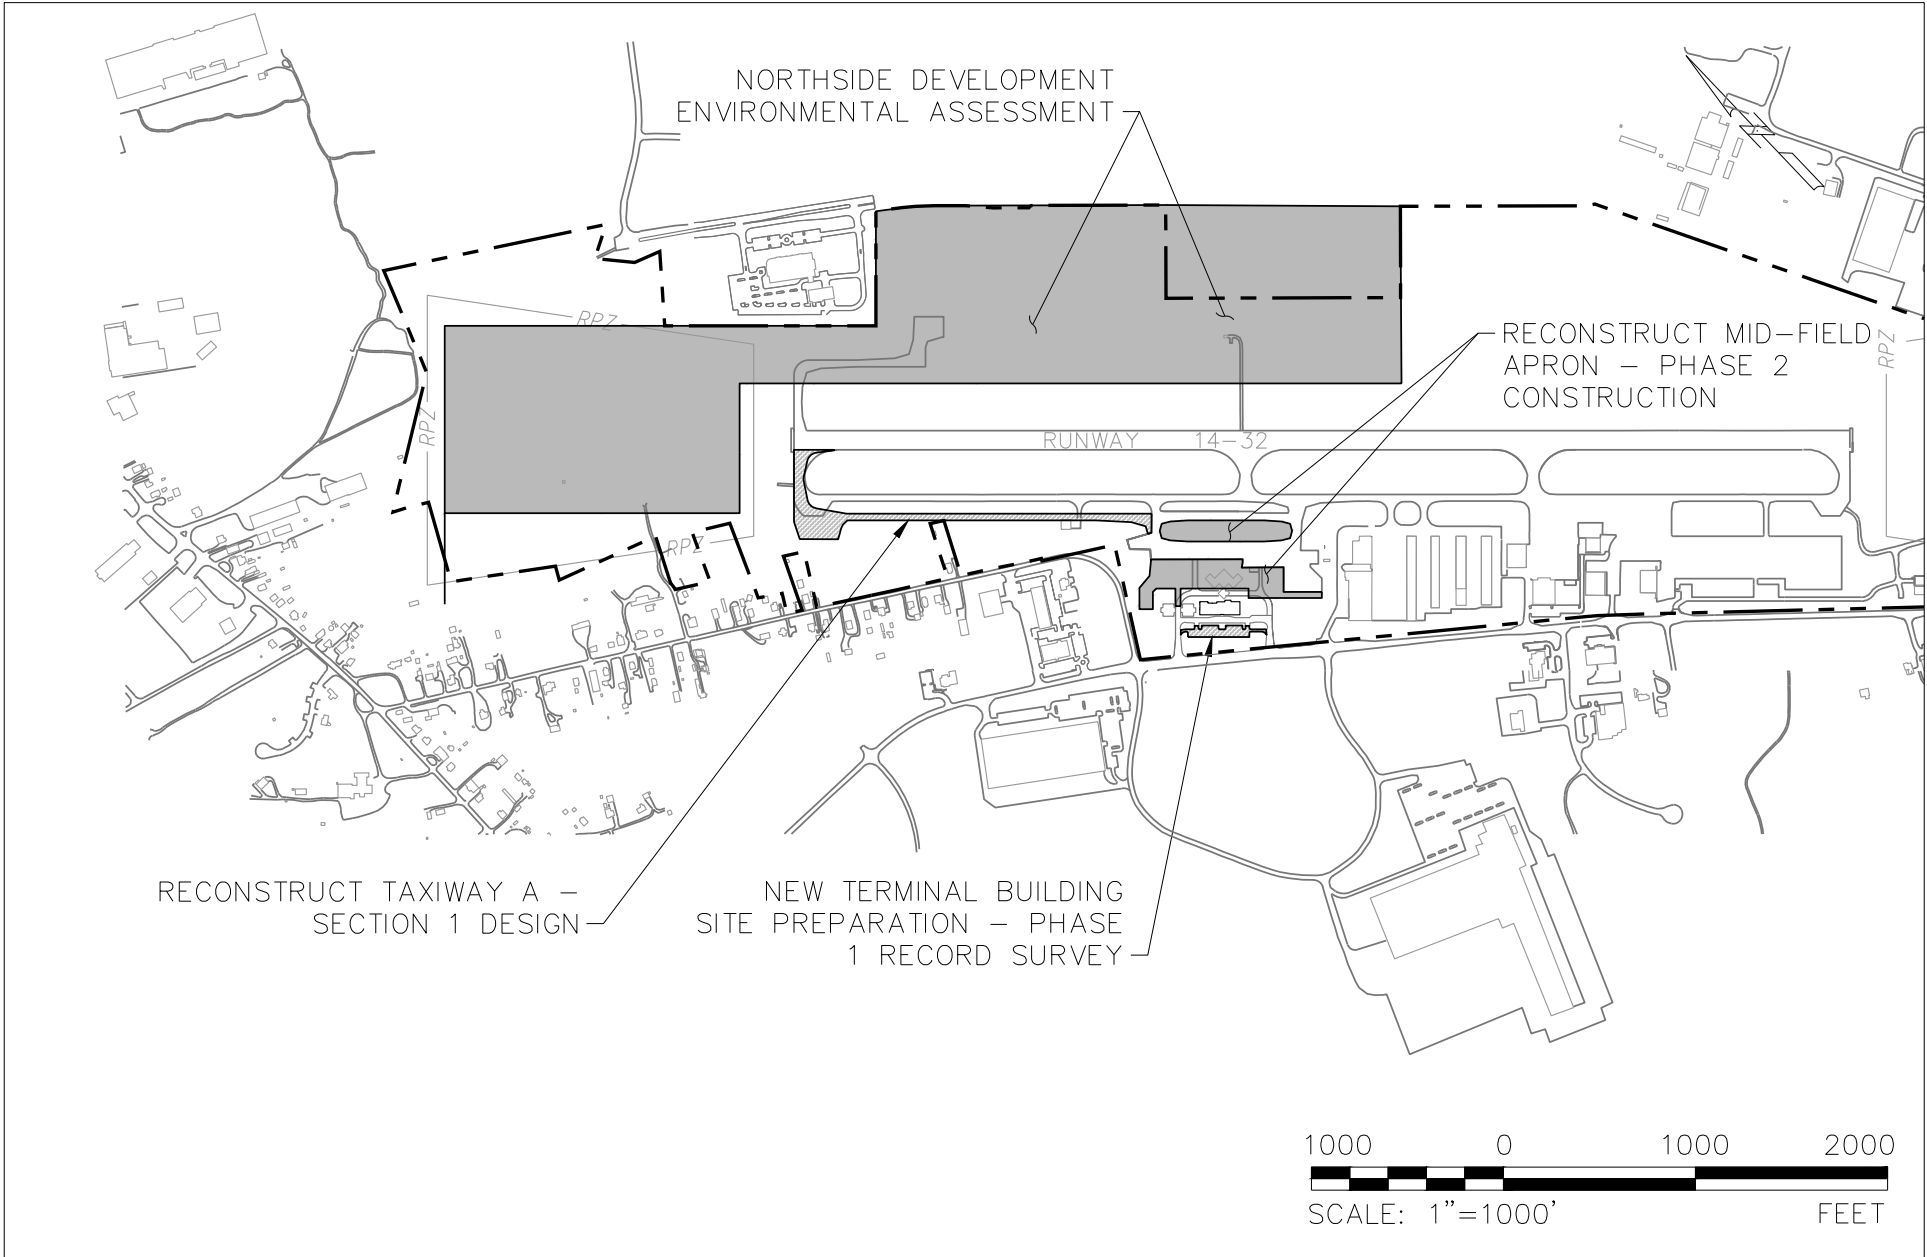 NORTHSIDE DEVELOPMENT
ENVIRONMENTAL ASSESSMENT
RPZ
RPZ
RPZ
RPZ
RECONSTRUCT MID-FIELD
APRON - PHASE 2
CONSTRUCTION
RUNWAY 14-32
RECONSTRUCT TAXIWAY A -
SECTION 1 DESIGN
NEW TERMINAL BUILDING
SITE PREPARATION - PHASE
1 RECORD SURVEY
1000 0 1000 2000
SCALE: 1"=1000' FEET